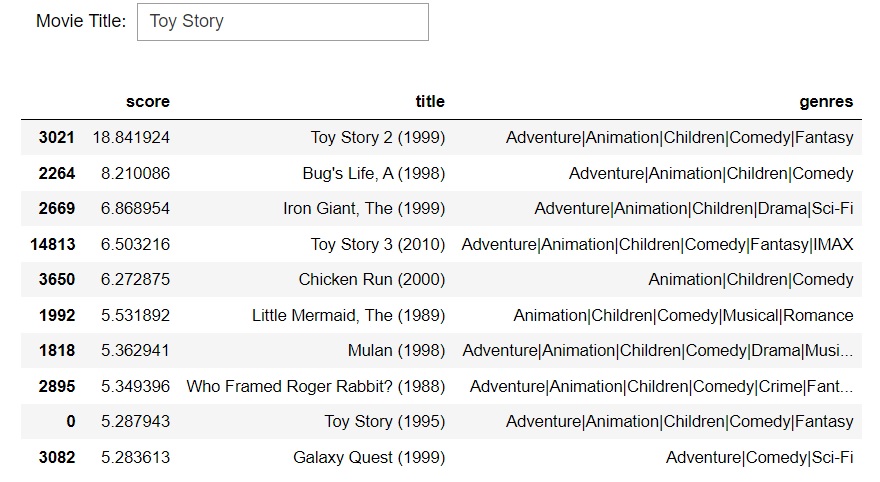 Movie Title: Toy Story
score title genres
3021 18.841924 Toy Story 2 (1999) Adventure|Animation|Children|Comedy|Fantasy
2264 8.210086 Bug's Life, A (1998) Adventure|Animation|Children|Comedy
2669 6.868954 Iron Giant, The (1999) Adventure|Animation|Children|Drama|Sci-Fi
14813 6.503216 Toy Story 3 (2010) Adventure|Animation|Children|Comedy|Fantasy|IMAX
3650 6.272875 Chicken Run (2000) Animation|Children|Comedy
1992 5.531892 Little Mermaid, The (1989) Animation|Children|Comedy|Musical|Romance
1818 5.362941 Mulan (1998) Adventure|Animation|Children|Comedy|Drama|Musi...
2895 5.349396 Who Framed Roger Rabbit? (1988) Adventure|Animation|Children|Comedy|Crime|Fant...
0 5.287943 Toy Story (1995) Adventure|Animation|Children|Comedy|Fantasy
3082 5.283613 Galaxy Quest (1999) Adventure|Comedy|Sci-Fi